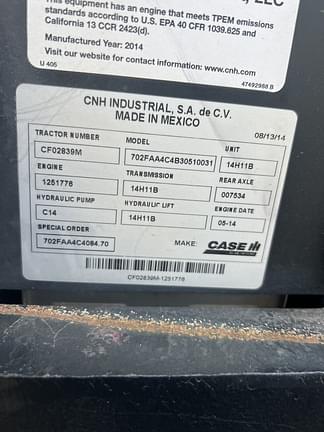 LLC
This equipment has an engine that meets TPEM emissions
standards according to U.S. EPA 40 CFR 1039.625 and
California 13 CCR 2423(d).
Manufactured Year: 2014
Visit our website for contact information: www.cnh.com
U 405 47492988 B
CNH INDUSTRIAL, S.A. de C.V.
MADE IN MEXICO
08/13/14
TRACTOR NUMBER MODEL UNIT
CF02839M 702FAA4C4B30510031 14H11B
ENGINE TRANSMISSION REAR AXLE
1251776 14H11B 007534
HYDRAULIC PUMP HYDRAULIC LIFT ENGINE DATE
C14 14H11B 05-14
SPECIAL ORDER
702FAA4C4084.70 MAKE: CASE IH
CF02839M-1251776